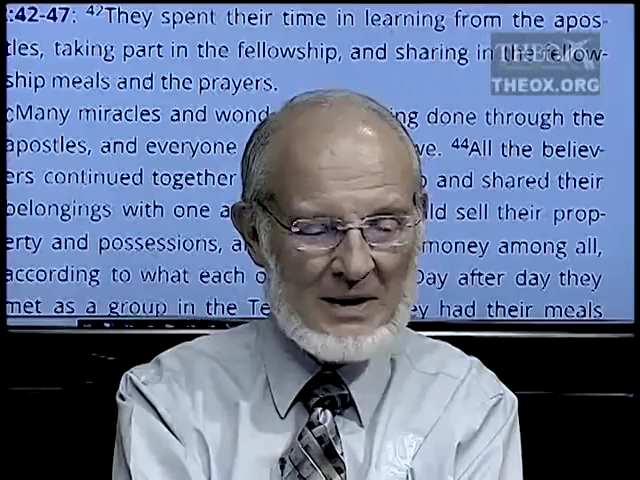 :42-47: 42They spent their time in learning from the apos-
tles, taking part in the fellowship, and sharing in the fellow-
ship meals and the prayers.
Many miracles and wond ing done through the
apostles, and everyone we. 44All the believ-
ers continued together and shared their
belongings with one a ld sell their prop-
erty and possessions, a money among all,
according to what each o Day after day they
met as a group in the Te ey had their meals
THEOX
THEOX.ORG